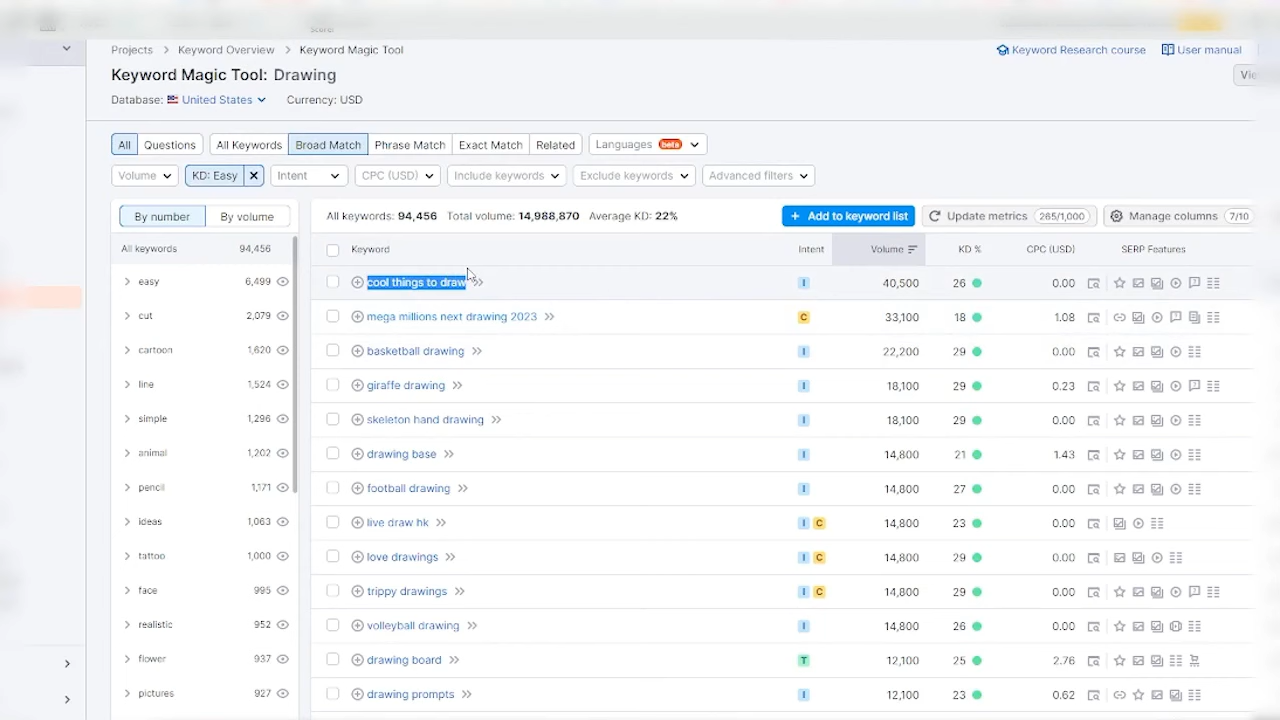 Projects > Keyword Overview > Keyword Magic Tool
Keyword Research course User manual
Keyword Magic Tool: Drawing
Database: United States Currency: USD
All Questions All Keywords Broad Match Phrase Match Exact Match Related Languages beta
Volume KD: Easy Intent CPC (USD) Include keywords Exclude keywords Advanced filters
By number By volume
All keywords: 94,456 Total volume: 14,988,870 Average KD: 22%
+ Add to keyword list Update metrics 265/1,000 Manage columns 7/10
All keywords 94,456
easy 6,499
cut 2,079
cartoon 1,620
line 1,524
simple 1,296
animal 1,202
pencil 1,171
ideas 1,063
tattoo 1,000
face 995
realistic 952
flower 937
pictures 927
Keyword Intent Volume KD % CPC (USD) SERP Features
cool things to draw I 40,500 26 0.00
mega millions next drawing 2023 C 33,100 18 1.08
basketball drawing I 22,200 29 0.00
giraffe drawing I 18,100 29 0.23
skeleton hand drawing I 18,100 29 0.00
drawing base I 14,800 21 1.43
football drawing I 14,800 27 0.00
live draw hk I C 14,800 23 0.00
love drawings I C 14,800 29 0.00
trippy drawings I C 14,800 29 0.00
volleyball drawing I 14,800 26 0.00
drawing board T 12,100 25 2.76
drawing prompts I 12,100 23 0.62